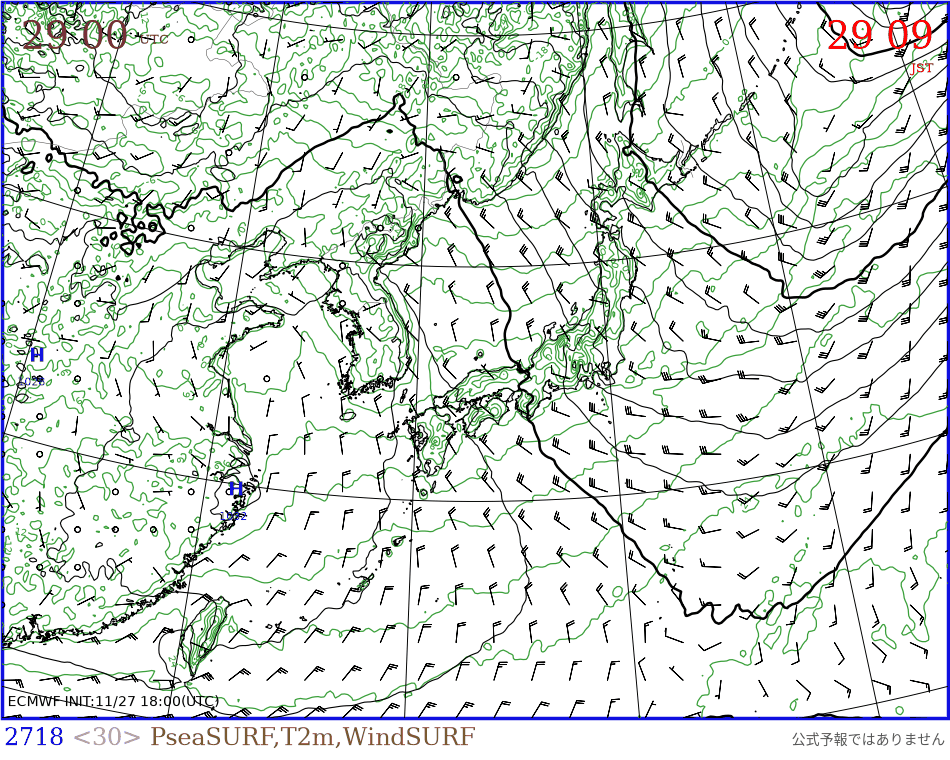 29 00 UTC
29 09
JST
H
H
ECMWF INIT:11/27 18:00(UTC)
2718 <30> PseaSURF,T2m,WindSURF
公式予報ではありません